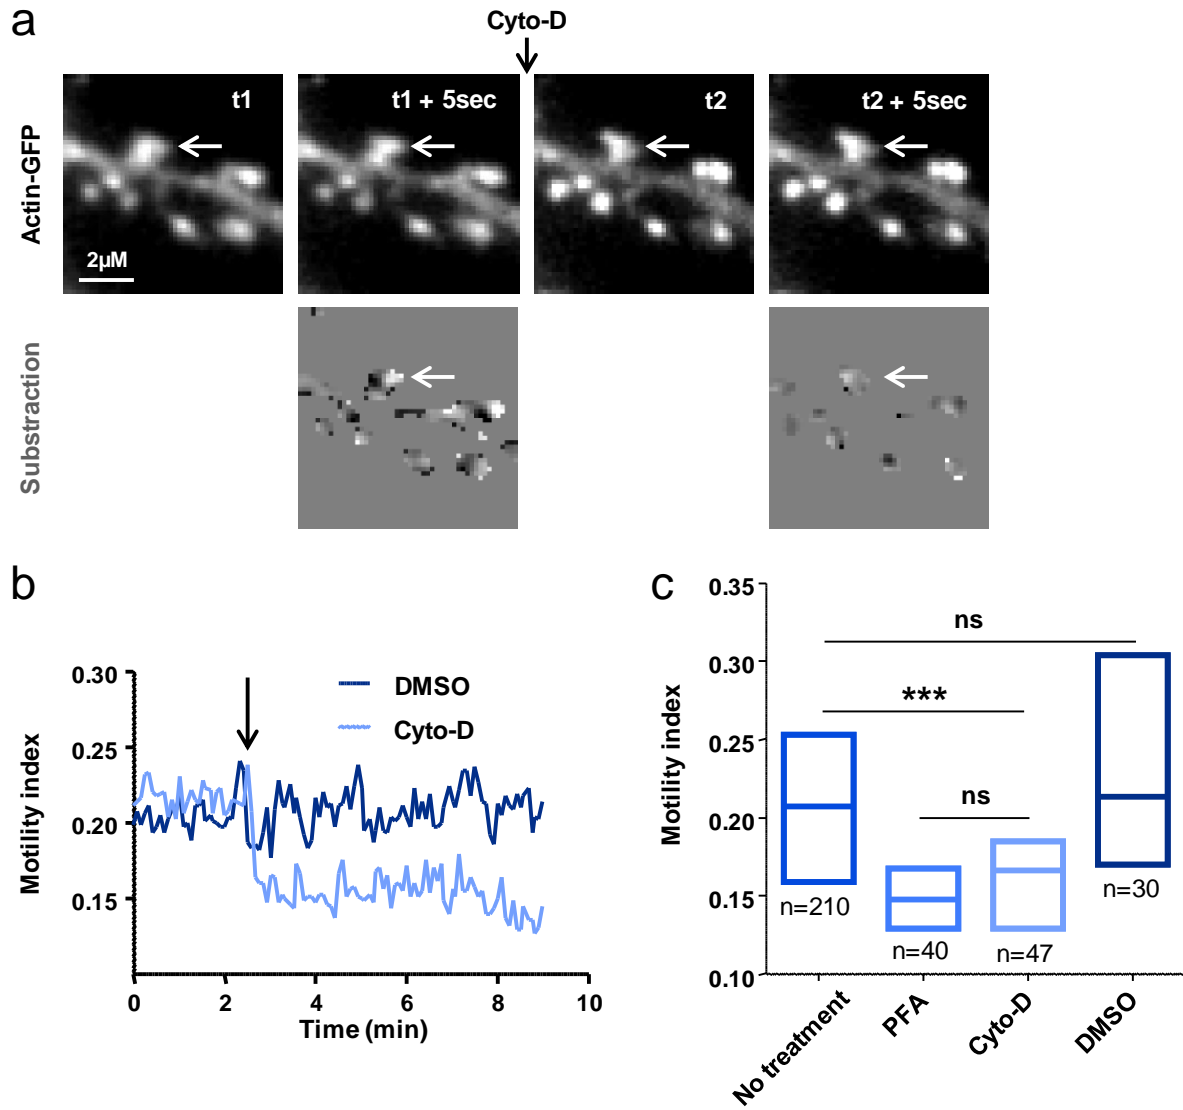 a
Cyto-D
t1
t1 + 5sec
t2
t2 + 5sec
Actin-GFP
2µM
Substraction
b
0.30
0.25
0.20
0.15
Motility index
DMSO
Cyto-D
0
2
4
6
8
10
Time (min)
c
0.35
0.30
0.25
0.20
0.15
0.10
Motility index
ns
***
ns
n=210
n=40
n=47
n=30
No treatment
PFA
Cyto-D
DMSO